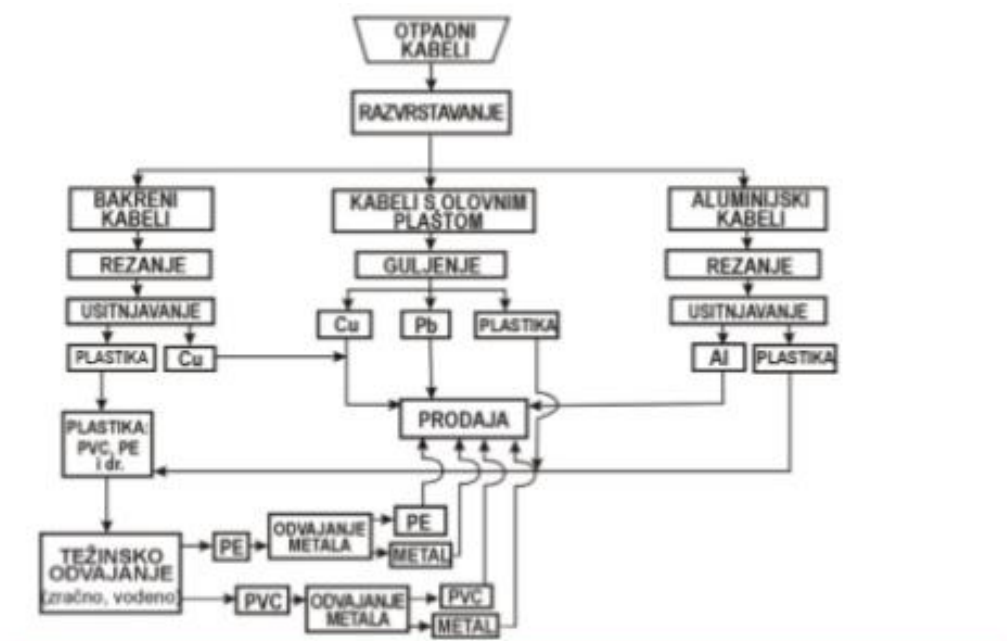 OTPADNI
KABELI
RAZVRSTAVANJE
BAKRENI
KABELI
KABELI S OLOVNIM
PLAŠTOM
ALUMINIJSKI
KABELI
REZANJE
GULJENJE
REZANJE
USITNJAVANJE
USITNJAVANJE
Cu
Pb
PLASTIKA
PLASTIKA
Cu
Al
PLASTIKA
PRODAJA
PLASTIKA:
PVC, PE
i dr.
PE
ODVAJANJE
METALA
PE
METAL
TEŽINSKO
ODVAJANJE
(zračno, vodeno)
PVC
ODVAJANJE
METALA
PVC
METAL